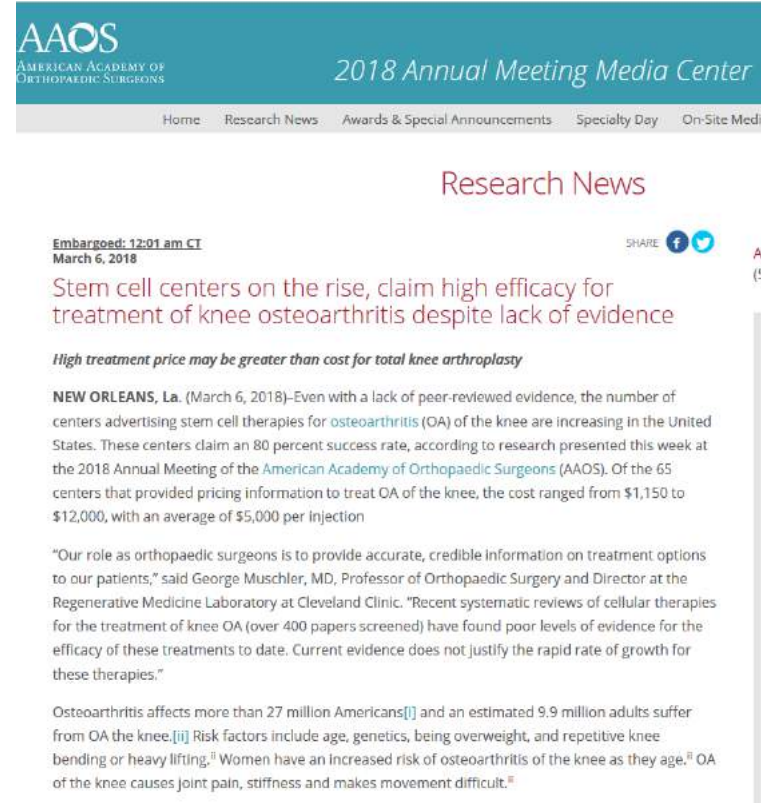 AAOS
AMERICAN ACADEMY OF
ORTHOPAEDIC SURGEONS
2018 Annual Meeting Media Center
Home Research News Awards & Special Announcements Specialty Day On-Site Medi
Research News
Embargoed: 12:01 am CT
SHARE
March 6, 2018
Stem cell centers on the rise, claim high efficacy for
treatment of knee osteoarthritis despite lack of evidence
High treatment price may be greater than cost for total knee arthroplasty
NEW ORLEANS, La. (March 6, 2018)–Even with a lack of peer-reviewed evidence, the number of
centers advertising stem cell therapies for osteoarthritis (OA) of the knee are increasing in the United
States. These centers claim an 80 percent success rate, according to research presented this week at
the 2018 Annual Meeting of the American Academy of Orthopaedic Surgeons (AAOS). Of the 65
centers that provided pricing information to treat OA of the knee, the cost ranged from $1,150 to
$12,000, with an average of $5,000 per injection
“Our role as orthopaedic surgeons is to provide accurate, credible information on treatment options
to our patients,” said George Muschler, MD, Professor of Orthopaedic Surgery and Director at the
Regenerative Medicine Laboratory at Cleveland Clinic. “Recent systematic reviews of cellular therapies
for the treatment of knee OA (over 400 papers screened) have found poor levels of evidence for the
efficacy of these treatments to date. Current evidence does not justify the rapid rate of growth for
these therapies.”
Osteoarthritis affects more than 27 million Americans[i] and an estimated 9.9 million adults suffer
from OA the knee.[ii] Risk factors include age, genetics, being overweight, and repetitive knee
bending or heavy lifting.ii Women have an increased risk of osteoarthritis of the knee as they age.ii OA
of the knee causes joint pain, stiffness and makes movement difficult.ii